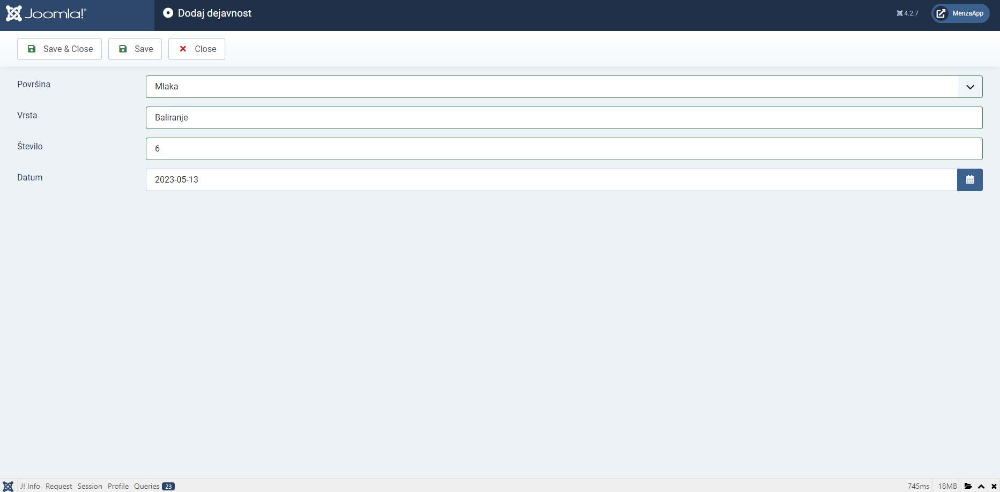 Joomla!® Dodaj dejavnost 4.2.7 MenzaApp
Save & Close Save Close
Površina Mlaka
Vrsta Baliranje
Število 6
Datum 2023-05-13
J! Info Request Session Profile Queries 23 745ms 18MB